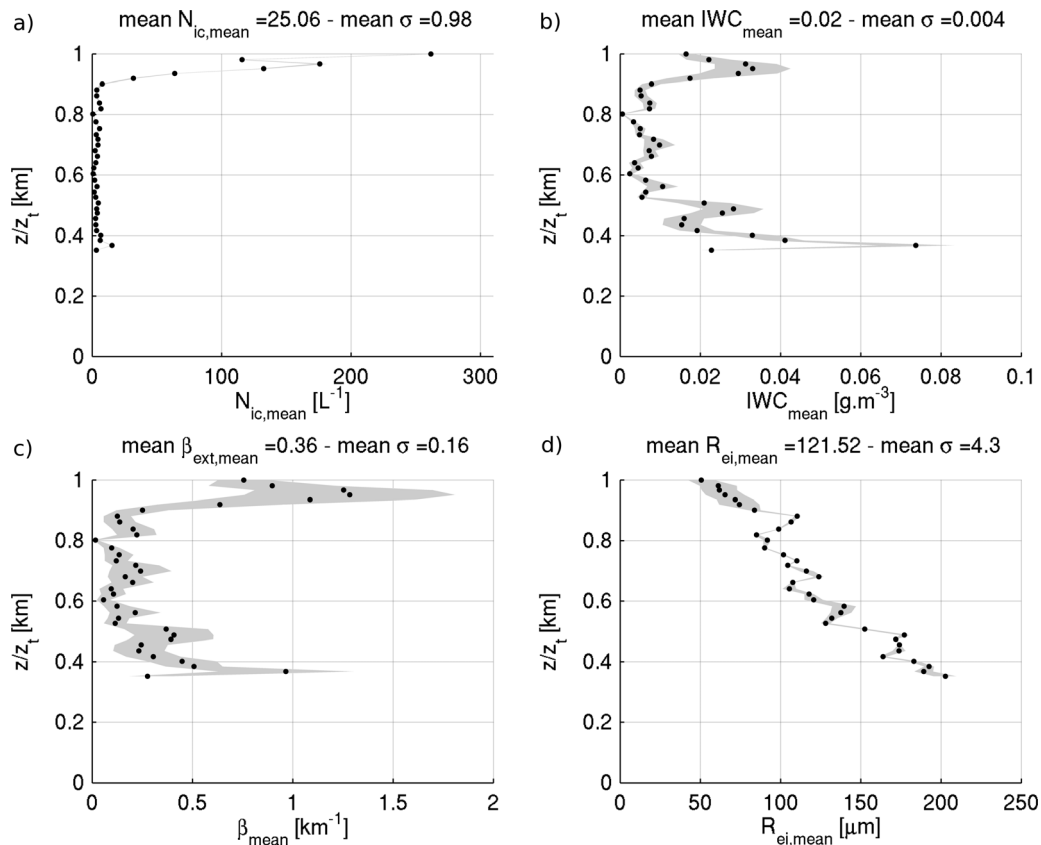 a) mean N_ic,mean =25.06 - mean σ =0.98
1
0.8
0.6
0.4
0.2
0
z/z_t [km]
0 100 200 300
N_ic,mean [L^-1]
b) mean IWC_mean =0.02 - mean σ =0.004
1
0.8
0.6
0.4
0.2
0
z/z_t [km]
0 0.02 0.04 0.06 0.08 0.1
IWC_mean [g.m^-3]
c) mean β_ext,mean =0.36 - mean σ =0.16
1
0.8
0.6
0.4
0.2
0
z/z_t [km]
0 0.5 1 1.5 2
β_mean [km^-1]
d) mean R_ei,mean =121.52 - mean σ =4.3
1
0.8
0.6
0.4
0.2
0
z/z_t [km]
0 50 100 150 200 250
R_ei.mean [μm]